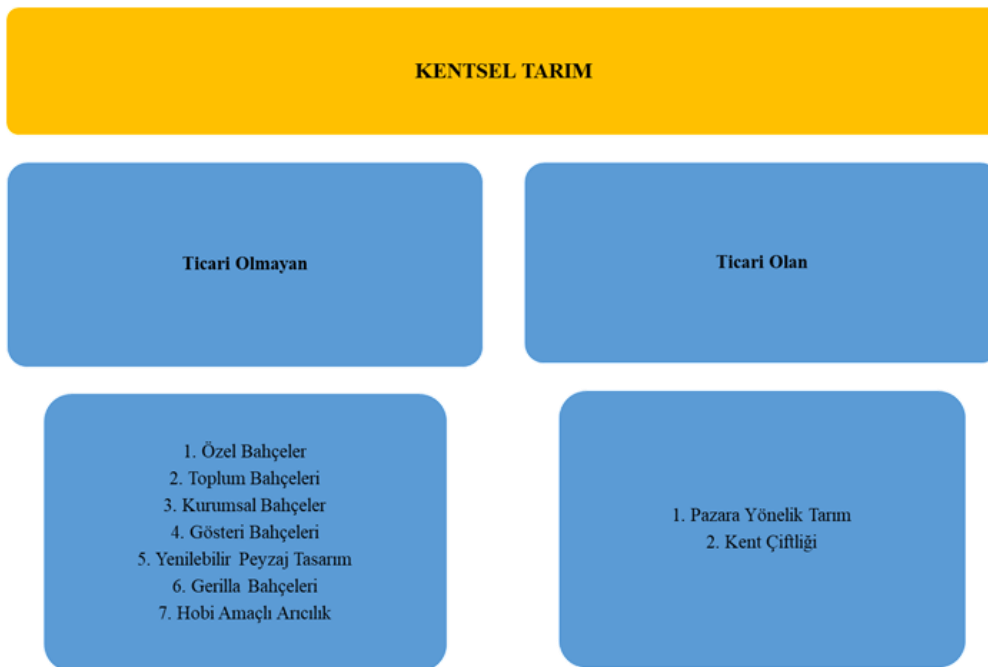 KENTSEL TARIM
Ticari Olmayan
Ticari Olan
1. Özel Bahçeler
2. Toplum Bahçeleri
3. Kurumsal Bahçeler
4. Gösteri Bahçeleri
5. Yenilebilir Peyzaj Tasarım
6. Gerilla Bahçeleri
7. Hobi Amaçlı Arıcılık
1. Pazara Yönelik Tarım
2. Kent Çiftliği